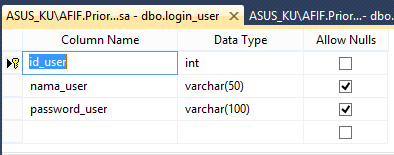 ASUS_KU\AFIF.Prior...sa - dbo.login_user ASUS_KU\AFIF.Prior...- dbo.
Column Name Data Type Allow Nulls
id_user int
nama_user varchar(50)
password_user varchar(100)